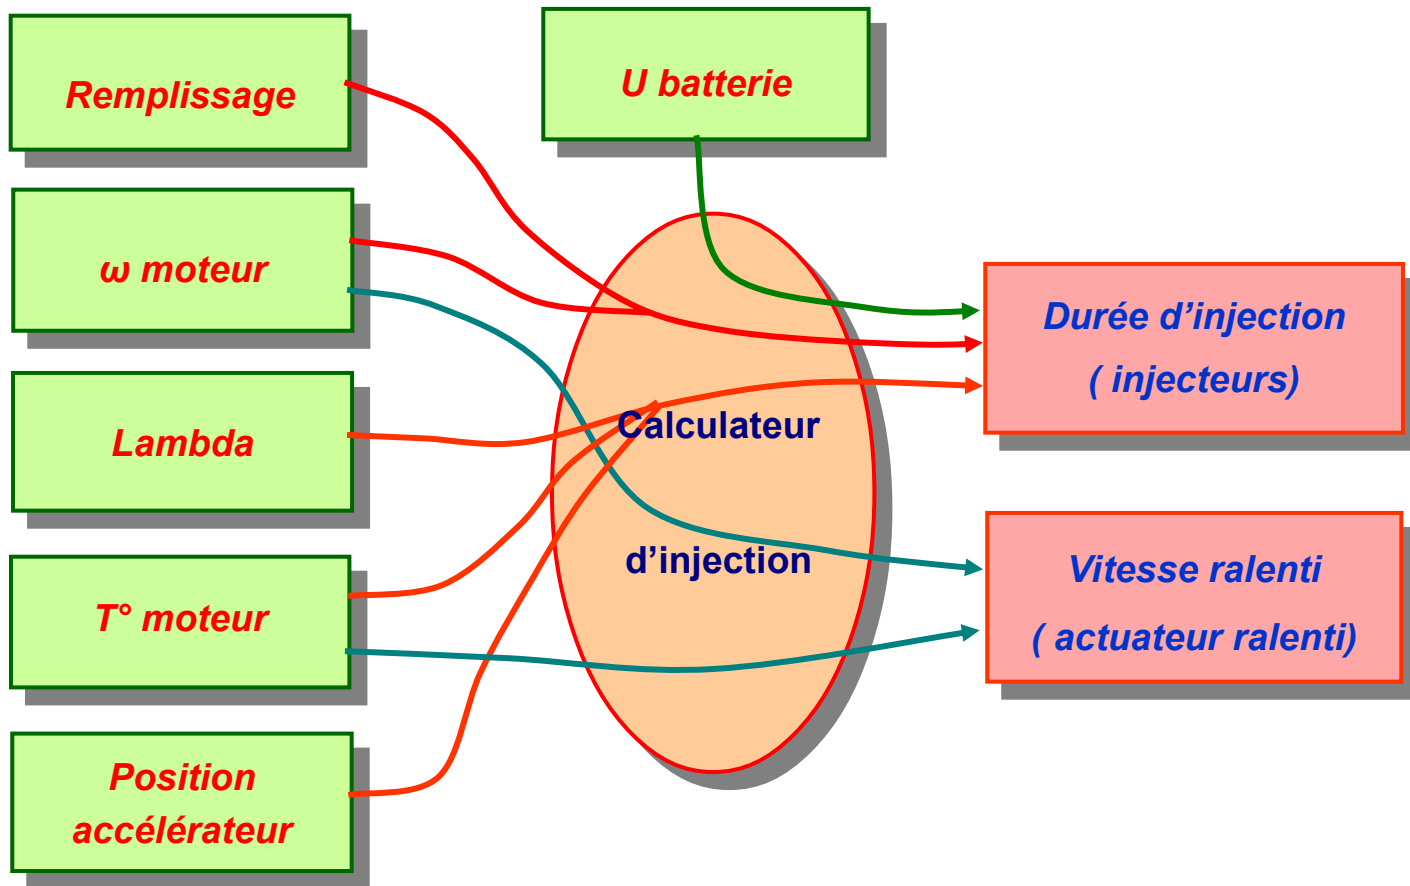 Remplissage
U batterie
ω moteur
Lambda
T° moteur
Position
accélérateur
Calculateur
d’injection
Durée d’injection
( injecteurs)
Vitesse ralenti
( actuateur ralenti)